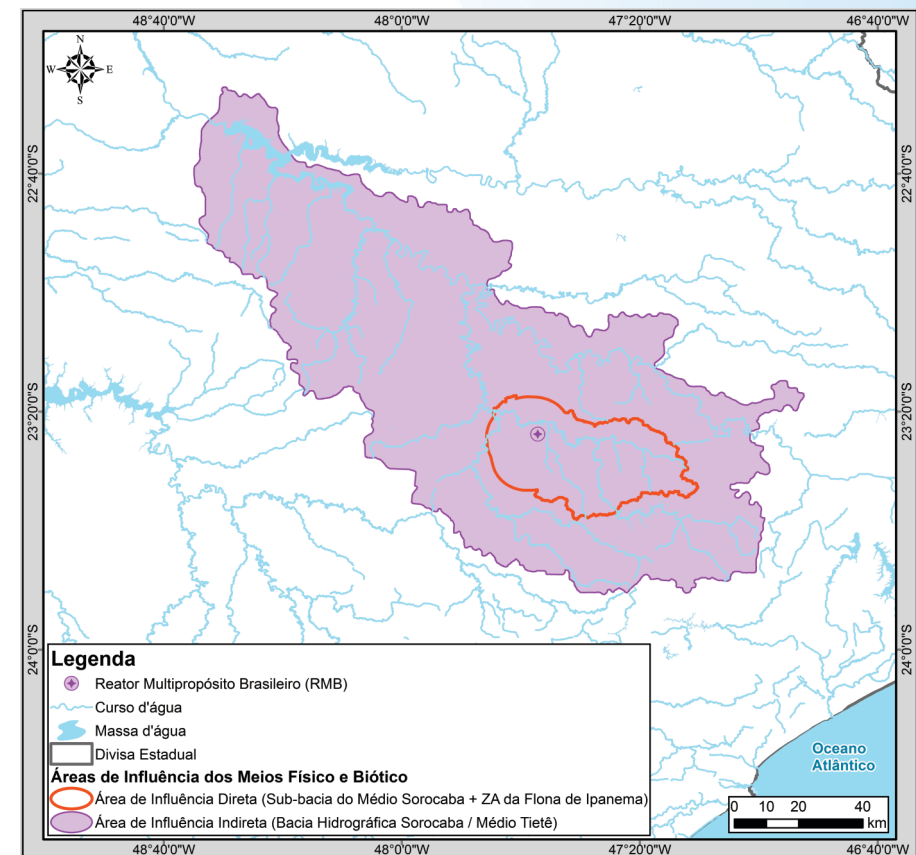 48°40'0"W 48°0'0"W 47°20'0"W 46°40'0"W
N
W E
S
22°40'0"S 22°40'0"S
23°20'0"S 23°20'0"S
24°0'0"S 24°0'0"S
Legenda
Reator Multipropósito Brasileiro (RMB)
Curso d'água
Massa d'água
Divisa Estadual
Áreas de Influência dos Meios Físico e Biótico
Área de Influência Direta (Sub-bacia do Médio Sorocaba + ZA da Flona de Ipanema)
Área de Influência Indireta (Bacia Hidrográfica Sorocaba / Médio Tietê)
Oceano
Atlântico
0 10 20 40
km
48°40'0"W 48°0'0"W 47°20'0"W 46°40'0"W